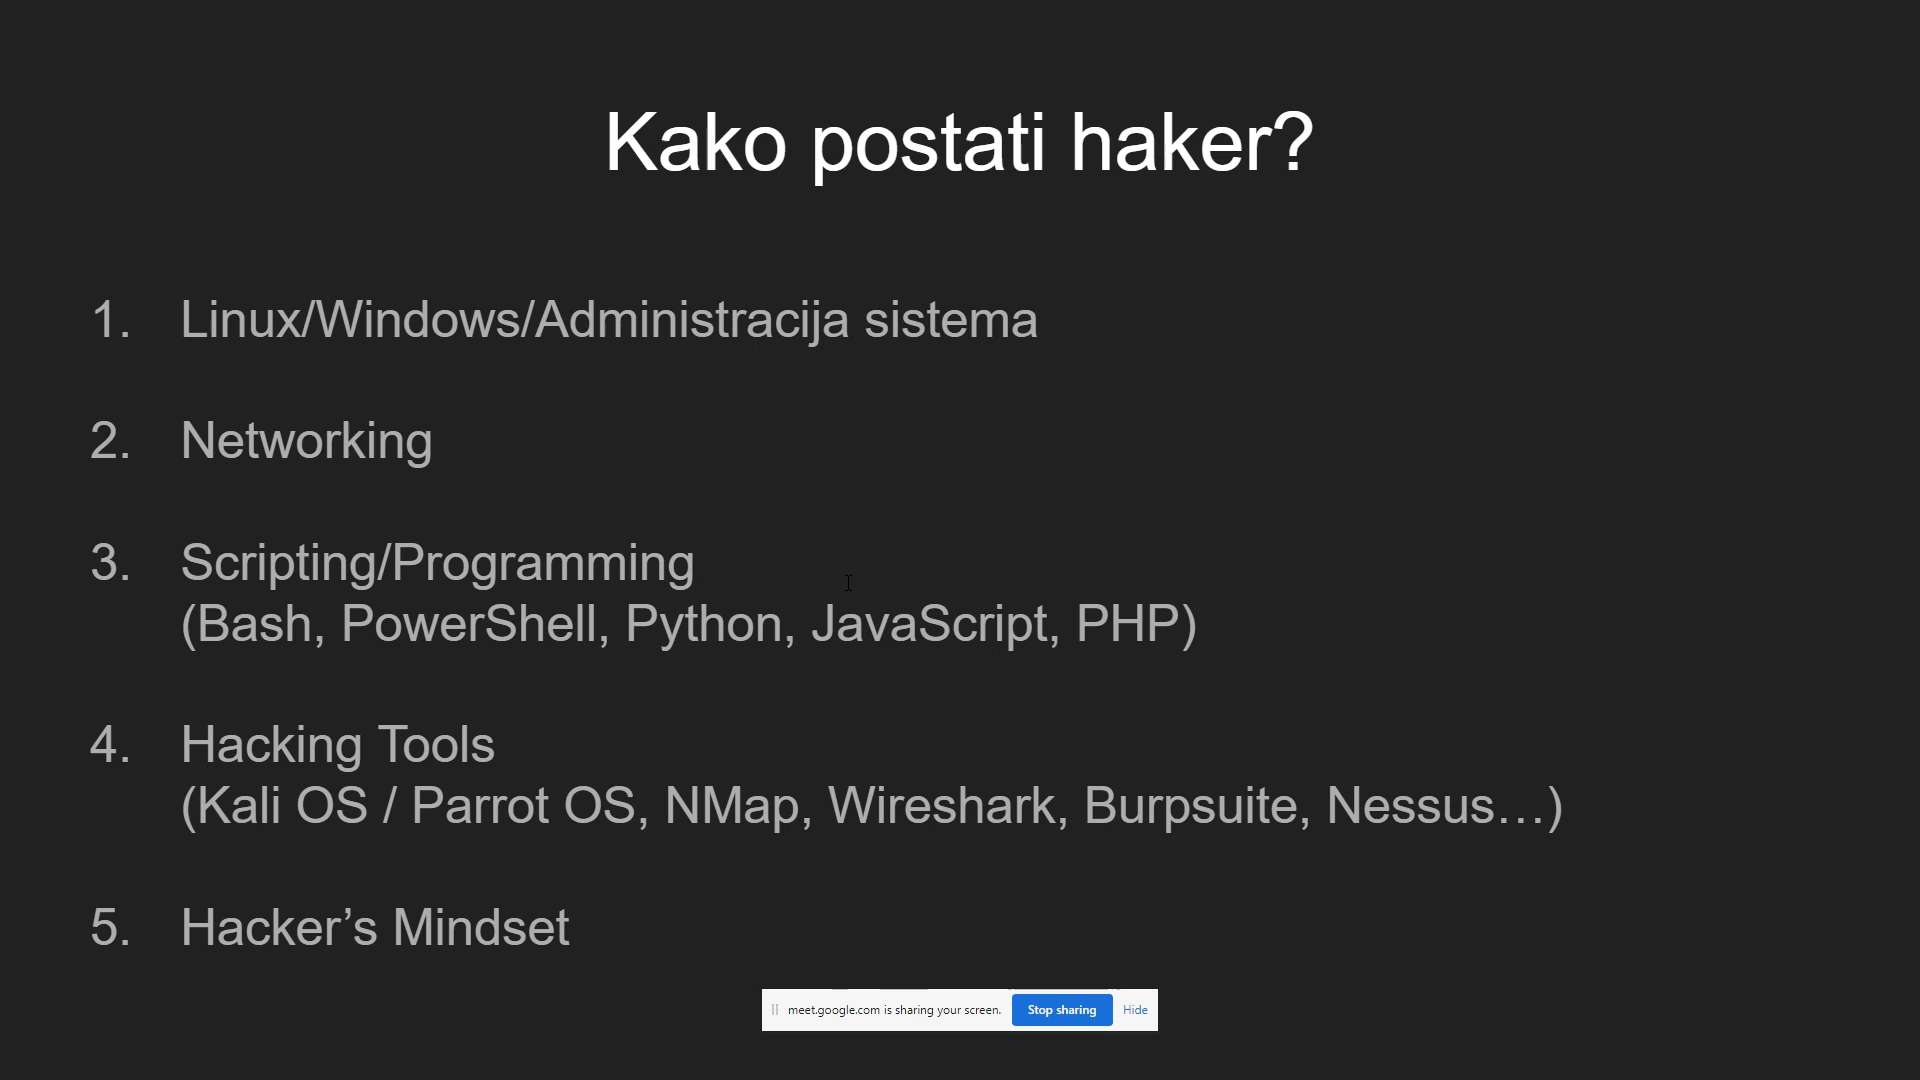 Kako postati haker?
1. Linux/Windows/Administracija sistema
2. Networking
3. Scripting/Programming
(Bash, PowerShell, Python, JavaScript, PHP)
4. Hacking Tools
(Kali OS / Parrot OS, NMap, Wireshark, Burpsuite, Nessus…)
5. Hacker’s Mindset
meet.google.com is sharing your screen. Stop sharing Hide